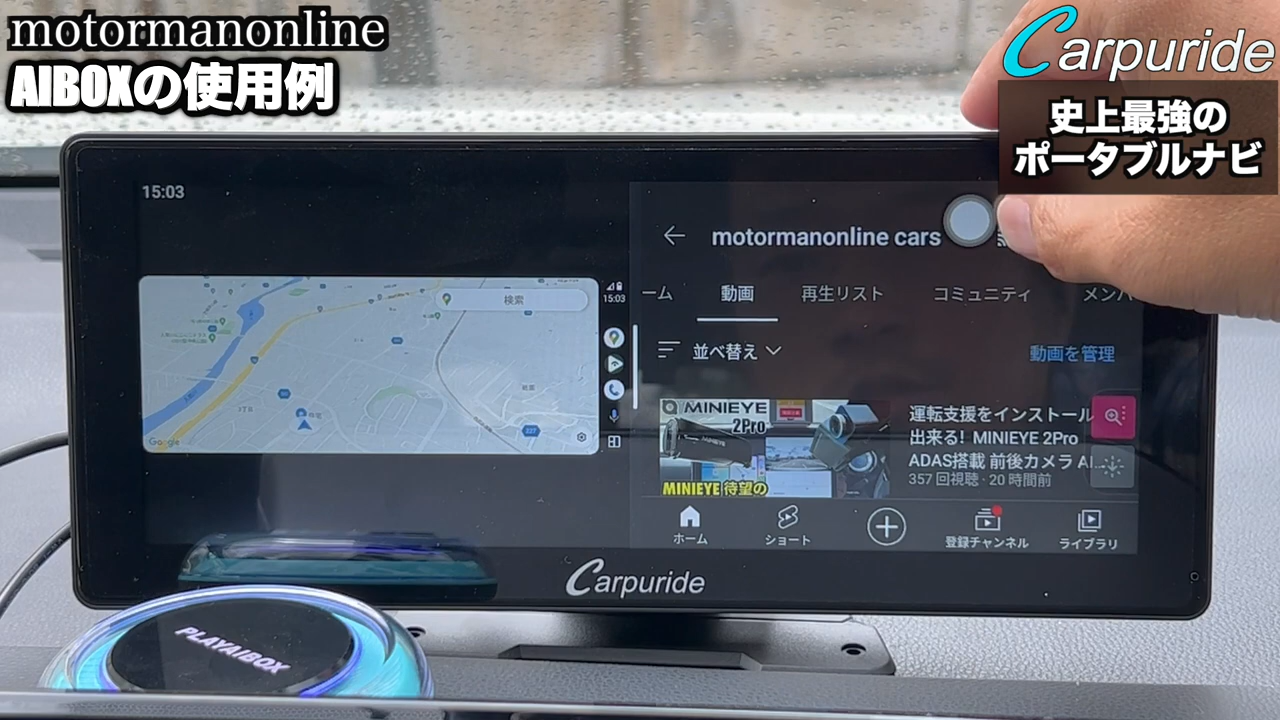 motormanonline
AIBOXの使用例
Carpuride
史上最強の
ポータブルナビ
15:03
検索
15:03
Google
motormanonline cars
ーム 動画 再生リスト コミュニティ メンバ
並べ替え
動画を管理
MINIEYE
2Pro
MINIEYE 待望の
運転支援をインストール
出来る! MINIEYE 2Pro
ADAS搭載 前後カメラ AI...
357 回視聴・20 時間前
ホーム ショート 登録チャンネル ライブラリ
Carpuride
PLAYAIBOX